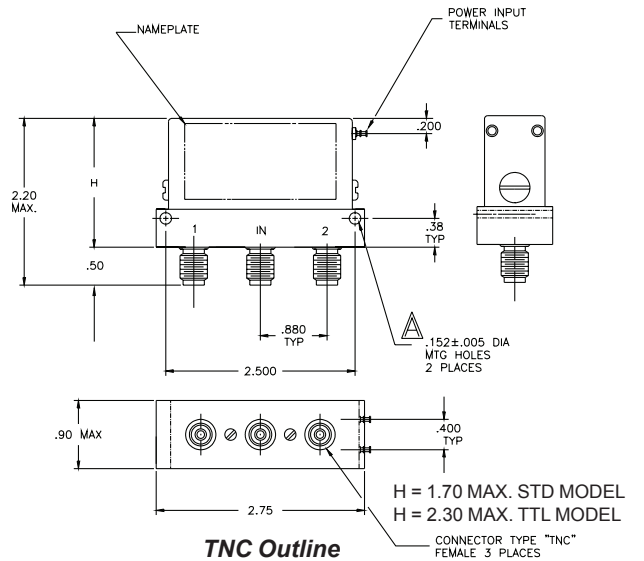 NAMEPLATE
POWER INPUT
TERMINALS
.200
2.20
MAX.
H
.50
1
IN
2
.38
TYP
.880
TYP
2.500
A
.152±.005 DIA
MTG HOLES
2 PLACES
.90 MAX
.400
TYP
2.75
H = 1.70 MAX. STD MODEL
H = 2.30 MAX. TTL MODEL
CONNECTOR TYPE "TNC"
FEMALE 3 PLACES
TNC Outline